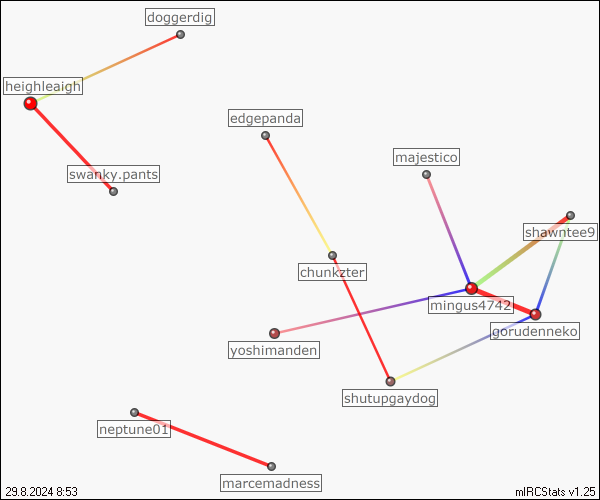 doggerdig
heighleaigh
edgepanda
majestico
swanky.pants
shawntee9
chunkzter
mingus4742
gorudenneko
yoshimanden
shutupgaydog
neptune01
marcemadness
29.8.2024 8:53
mIRCStats v1.25